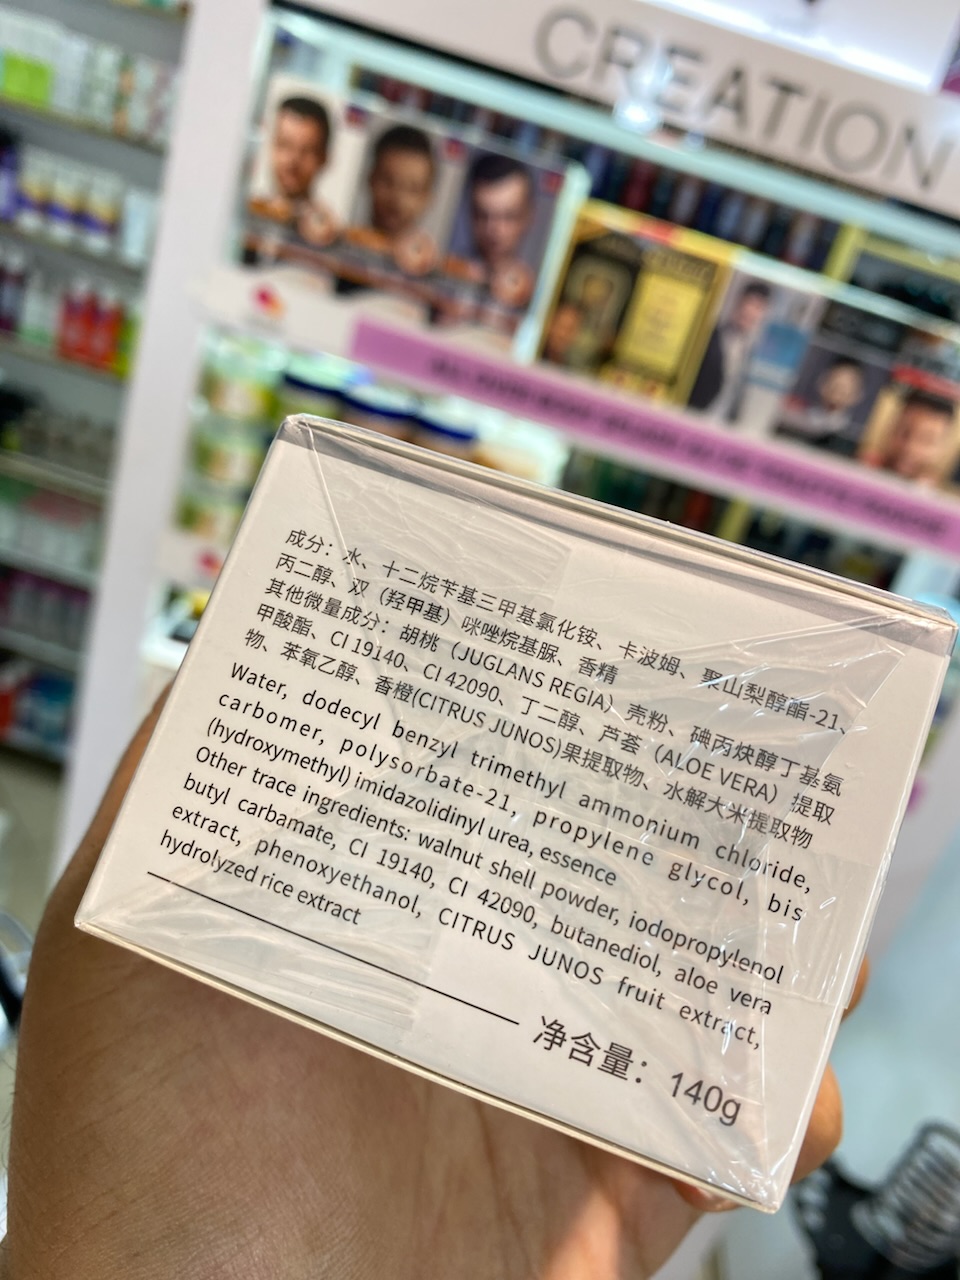 CREATION
成分：水、十二烷苄基三甲基氯化铵、卡波姆、聚山梨醇酯-21、
丙二醇、双（羟甲基）咪唑烷基脲、香精
其他微量成分：胡桃（JUGLANS REGIA）壳粉、碘丙炔醇丁基氨
甲酸酯、CI 19140、CI 42090、丁二醇、芦荟（ALOE VERA）提取
物、苯氧乙醇、香橙(CITRUS JUNOS)果提取物、水解大米提取物
Water, dodecyl benzyl trimethyl ammonium chloride,
carbomer, polysorbate-21, propylene glycol, bis
(hydroxymethyl) imidazolidinyl urea, essence
Other trace ingredients: walnut shell powder, iodopropylenol
butyl carbamate, CI 19140, CI 42090, butanediol, aloe vera
extract, phenoxyethanol, CITRUS JUNOS fruit extract,
hydrolyzed rice extract
净含量：140g